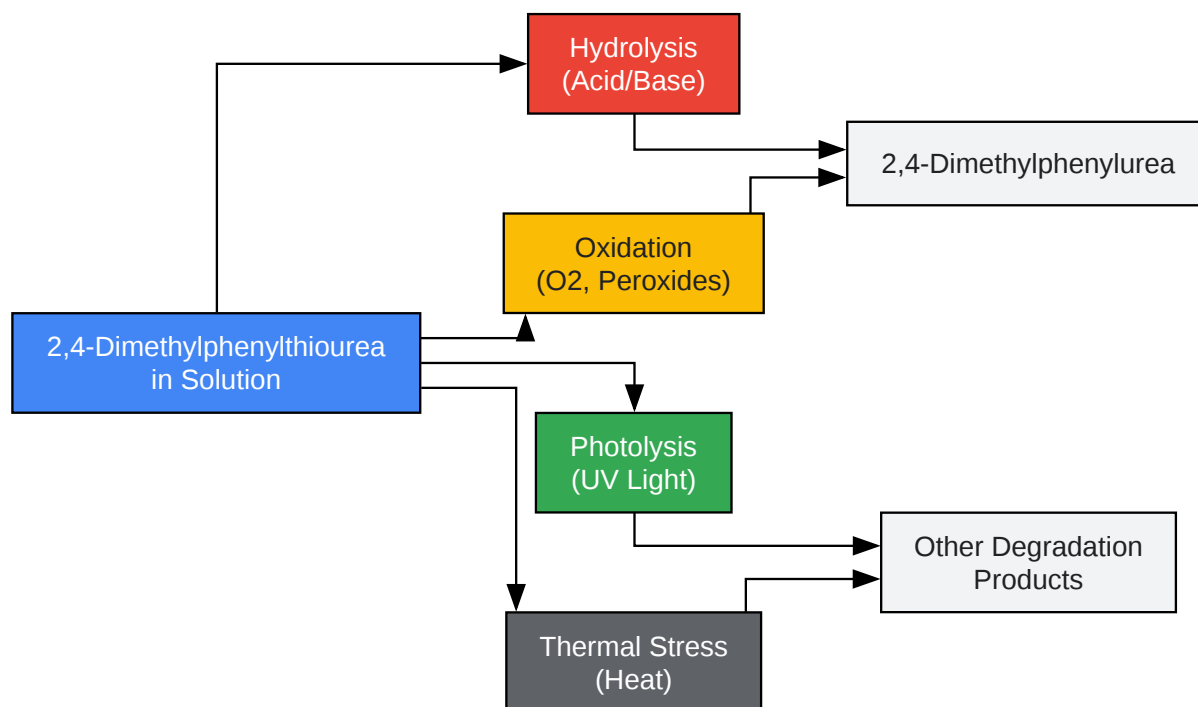 Hydrolysis
(Acid/Base)
2,4-Dimethylphenylurea
Oxidation
(O2, Peroxides)
2,4-Dimethylphenylthiourea
in Solution
Photolysis
(UV Light)
Other Degradation
Products
Thermal Stress
(Heat)